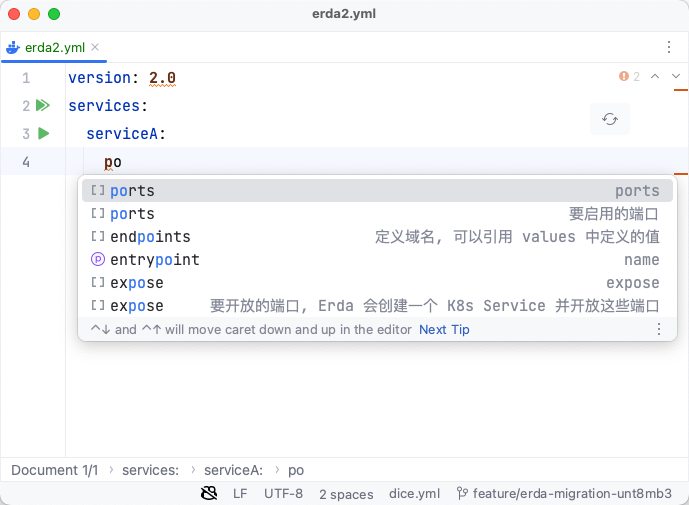 erda2.yml
erda2.yml
2
1 version: 2.0
2 services:
3 serviceA:
4 po
ports ports
ports 要启用的端口
endpoints 定义域名, 可以引用 values 中定义的值
entrypoint name
expose expose
expose 要开放的端口, Erda 会创建一个 K8s Service 并开放这些端口
^↓ and ^↑ will move caret down and up in the editor Next Tip
Document 1/1 › services: › serviceA: › po
LF UTF-8 2 spaces dice.yml feature/erda-migration-unt8mb3